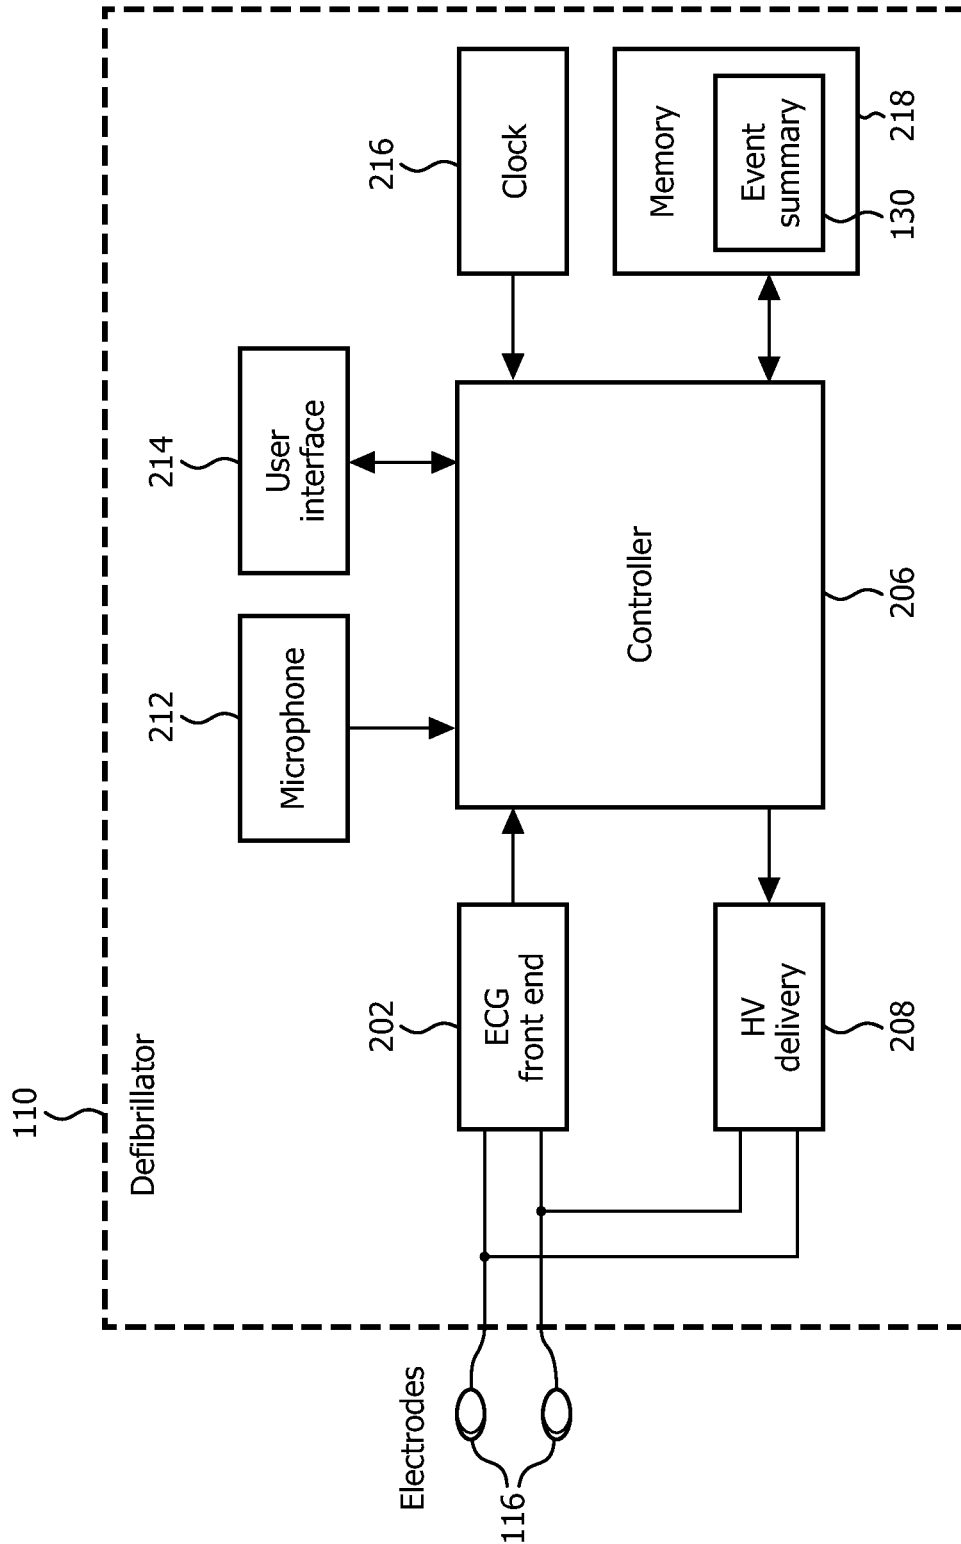 110
Defibrillator
Electrodes
116
202
ECG
front end
HV
delivery
208
212
Microphone
214
User
interface
Controller
206
216
Clock
Memory
Event
summary
130
218